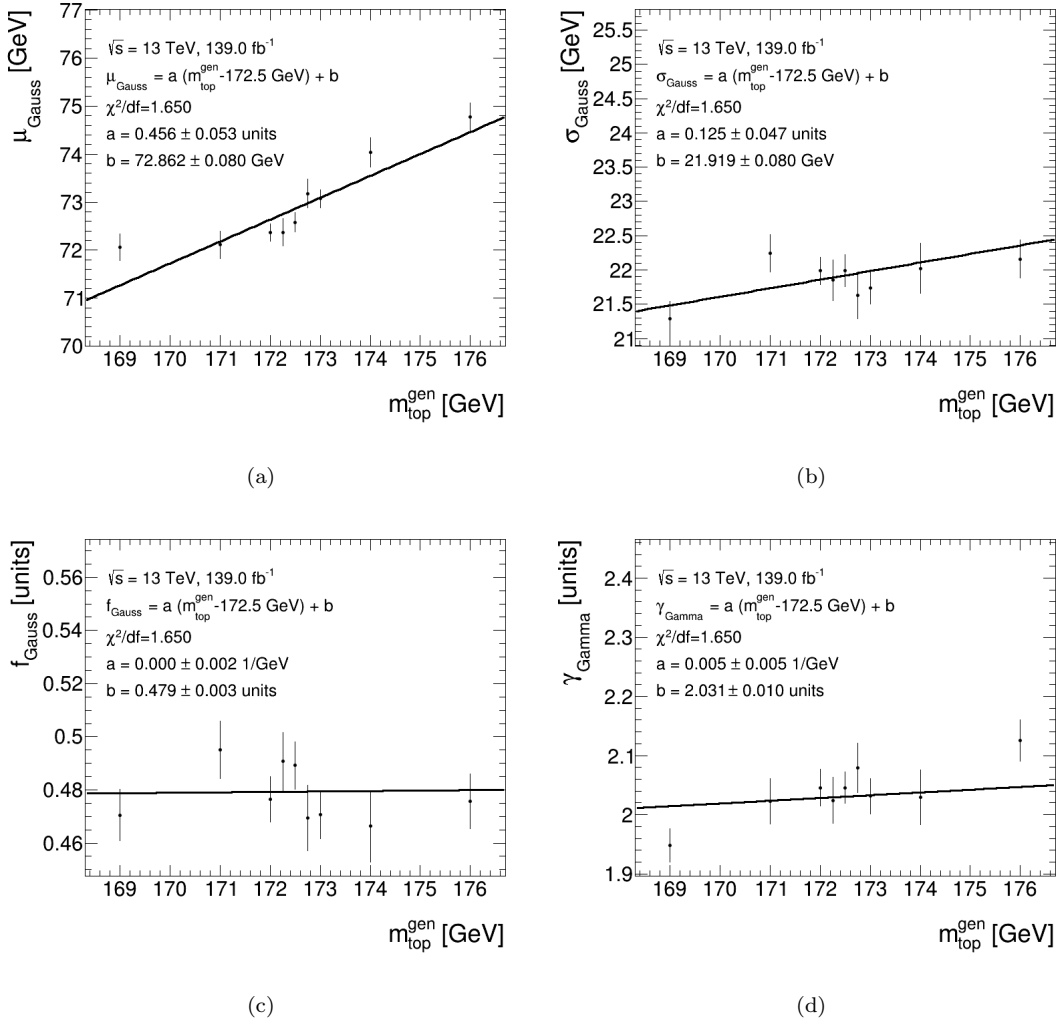 μGauss [GeV]
77
76
75
74
73
72
71
70
√s = 13 TeV, 139.0 fb⁻¹
μGauss = a (m_top^gen-172.5 GeV) + b
χ²/df=1.650
a = 0.456 ± 0.053 units
b = 72.862 ± 0.080 GeV
169 170 171 172 173 174 175 176
m_top^gen [GeV]
(a)
σGauss [GeV]
25.5
25
24.5
24
23.5
23
22.5
22
21.5
21
√s = 13 TeV, 139.0 fb⁻¹
σGauss = a (m_top^gen-172.5 GeV) + b
χ²/df=1.650
a = 0.125 ± 0.047 units
b = 21.919 ± 0.080 GeV
169 170 171 172 173 174 175 176
m_top^gen [GeV]
(b)
fGauss [units]
0.56
0.54
0.52
0.5
0.48
0.46
√s = 13 TeV, 139.0 fb⁻¹
fGauss = a (m_top^gen-172.5 GeV) + b
χ²/df=1.650
a = 0.000 ± 0.002 1/GeV
b = 0.479 ± 0.003 units
169 170 171 172 173 174 175 176
m_top^gen [GeV]
(c)
γGamma [units]
2.4
2.3
2.2
2.1
2
1.9
√s = 13 TeV, 139.0 fb⁻¹
γGamma = a (m_top^gen-172.5 GeV) + b
χ²/df=1.650
a = 0.005 ± 0.005 1/GeV
b = 2.031 ± 0.010 units
169 170 171 172 173 174 175 176
m_top^gen [GeV]
(d)